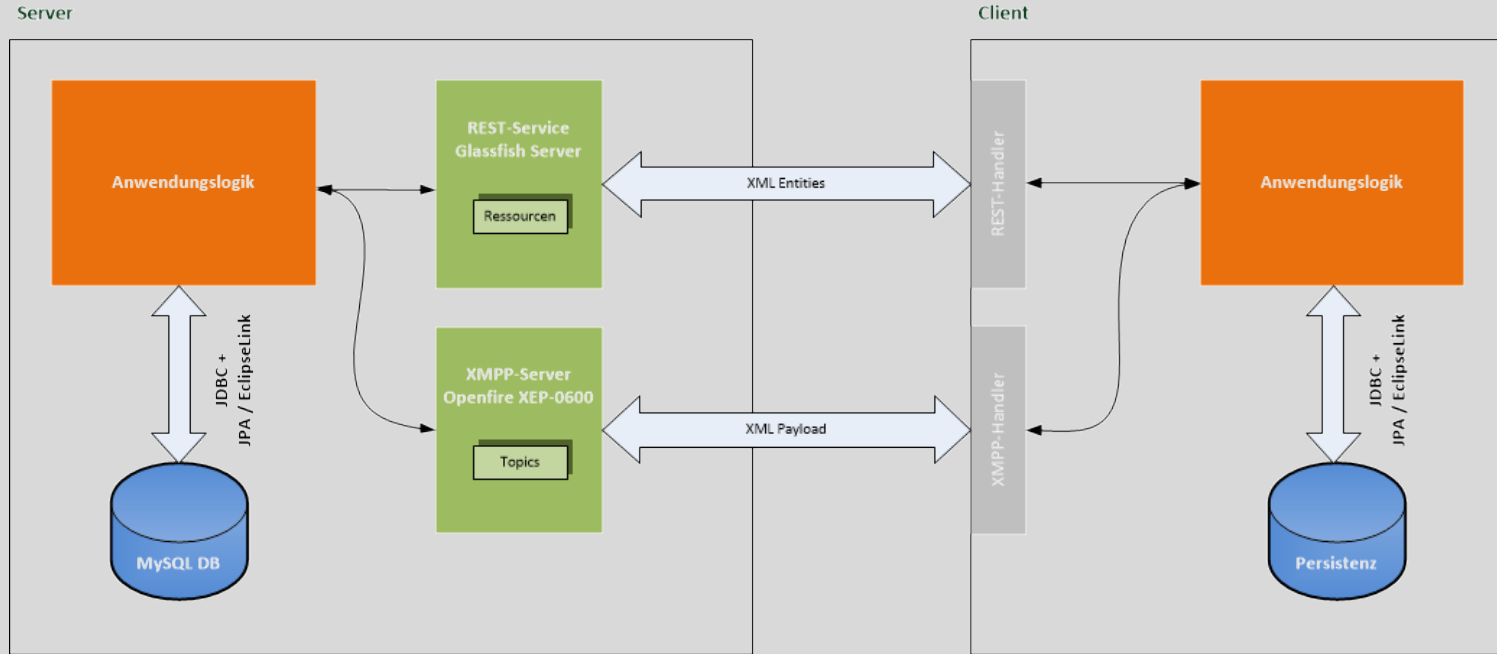 Server
Client
Anwendungslogik
REST-Service
Glassfish Server
Ressourcen
XML Entities
REST-Handler
Anwendungslogik
JDBC +
JPA / EclipseLink
XMPP-Server
Openfire XEP-0600
Topics
XML Payload
XMPP-Handler
JDBC +
JPA / EclipseLink
MySQL DB
Persistenz